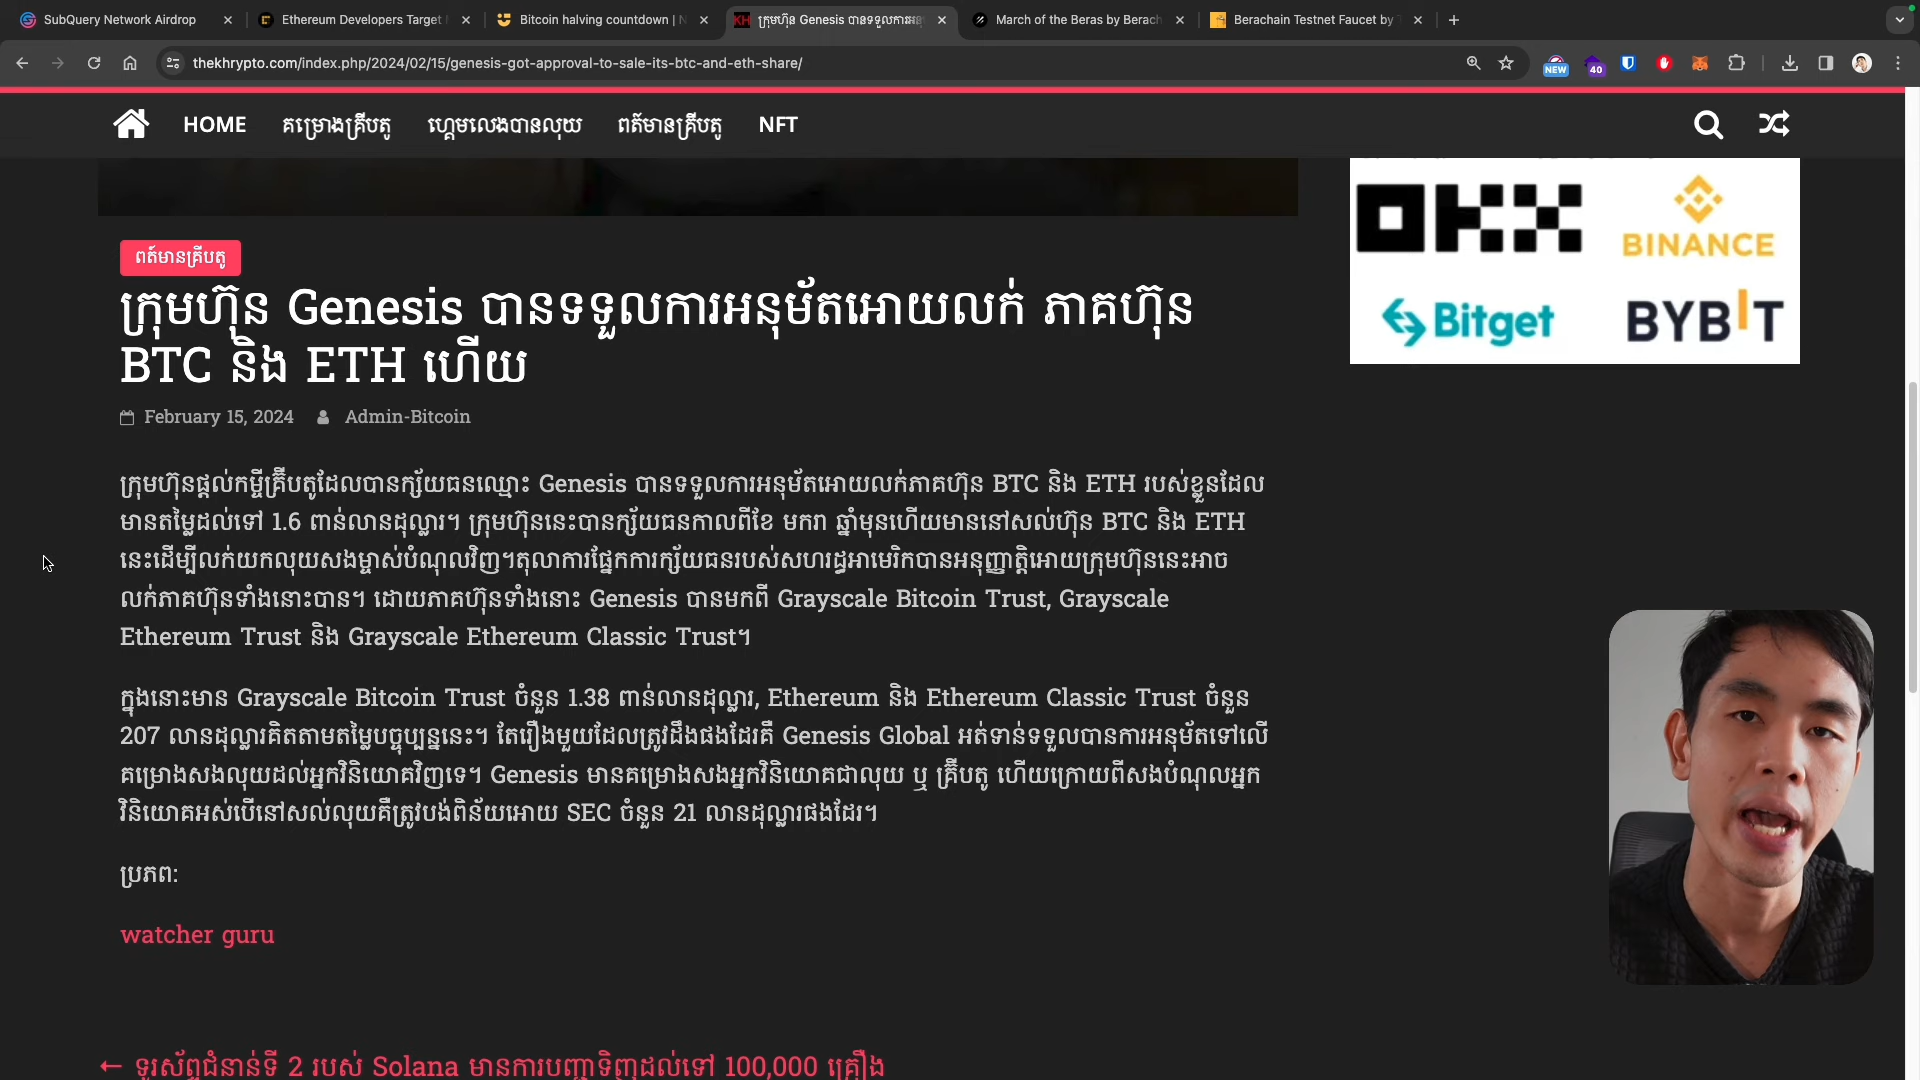 SubQuery Network Airdrop
Ethereum Developers Target
Bitcoin halving countdown |
ក្រុមហ៊ុន Genesis បានទទួលការអនុ
March of the Beras by Berach
Berachain Testnet Faucet by
thekhrypto.com/index.php/2024/02/15/genesis-got-approval-to-sale-its-btc-and-eth-share/
NEW
40
HOME
គម្រោងគ្រីបតូ
ហ្គេមលេងបានលុយ
ពត៌មានគ្រីបតូ
NFT
OKX
BINANCE
Bitget
BYBIT
ពត៌មានគ្រីបតូ
ក្រុមហ៊ុន Genesis បានទទួលការអនុម័តអោយលក់ ភាគហ៊ុន
BTC និង ETH ហើយ
February 15, 2024 Admin-Bitcoin
ក្រុមហ៊ុនផ្តល់កម្ចីគ្រីបតូដែលបានក្ស័យធនឈ្មោះ Genesis បានទទួលការអនុម័តអោយលក់ភាគហ៊ុន BTC និង ETH របស់ខ្លួនដែល
មានតម្លៃដល់ទៅ 1.6 ពាន់លានដុល្លារ។ ក្រុមហ៊ុននេះបានក្ស័យធនកាលពីខែ មករា ឆ្នាំមុនហើយមាននៅសល់ហ៊ុន BTC និង ETH
នេះដើម្បីលក់យកលុយសងម្ចាស់បំណុលវិញ។តុលាការផ្នែកការក្ស័យធនរបស់សហរដ្ឋអាមេរិកបានអនុញ្ញាត្តិអោយក្រុមហ៊ុននេះអាច
លក់ភាគហ៊ុនទាំងនោះបាន។ ដោយភាគហ៊ុនទាំងនោះ Genesis បានមកពី Grayscale Bitcoin Trust, Grayscale
Ethereum Trust និង Grayscale Ethereum Classic Trust។
ក្នុងនោះមាន Grayscale Bitcoin Trust ចំនួន 1.38 ពាន់លានដុល្លារ, Ethereum និង Ethereum Classic Trust ចំនួន
207 លានដុល្លារគិតតាមតម្លៃបច្ចុប្បន្ននេះ។ តែរឿងមួយដែលត្រូវដឹងផងដែរគឺ Genesis Global អត់ទាន់ទទួលបានការអនុម័តទៅលើ
គម្រោងសងលុយដល់អ្នកវិនិយោគវិញទេ។ Genesis មានគម្រោងសងអ្នកវិនិយោគជាលុយ ឬ គ្រីបតូ ហើយក្រោយពីសងបំណុលអ្នក
វិនិយោគអស់បើនៅសល់លុយគឺត្រូវបង់ពិន័យអោយ SEC ចំនួន 21 លានដុល្លារផងដែរ។
ប្រភព:
watcher guru
← ទូរស័ព្ទជំនាន់ទី 2 របស់ Solana មានការបញ្ជាទិញដល់ទៅ 100,000 គ្រឿង